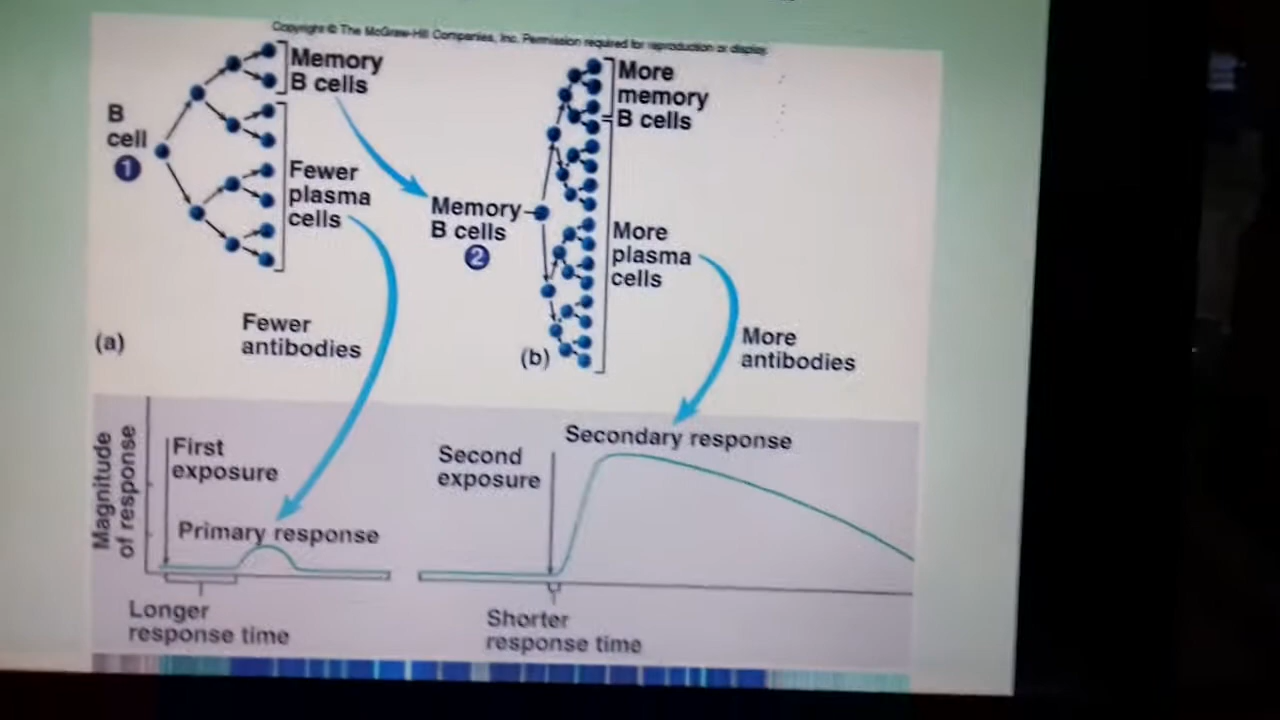 Copyright © The McGraw-Hill Companies, Inc. Permission required for reproduction or display.
Memory
B cells
B
cell
1
Fewer
plasma
cells
Fewer
antibodies
(a)
Memory
B cells
2
More
memory
B cells
More
plasma
cells
(b)
More
antibodies
Magnitude
of response
First
exposure
Primary response
Longer
response time
Second
exposure
Secondary response
Shorter
response time